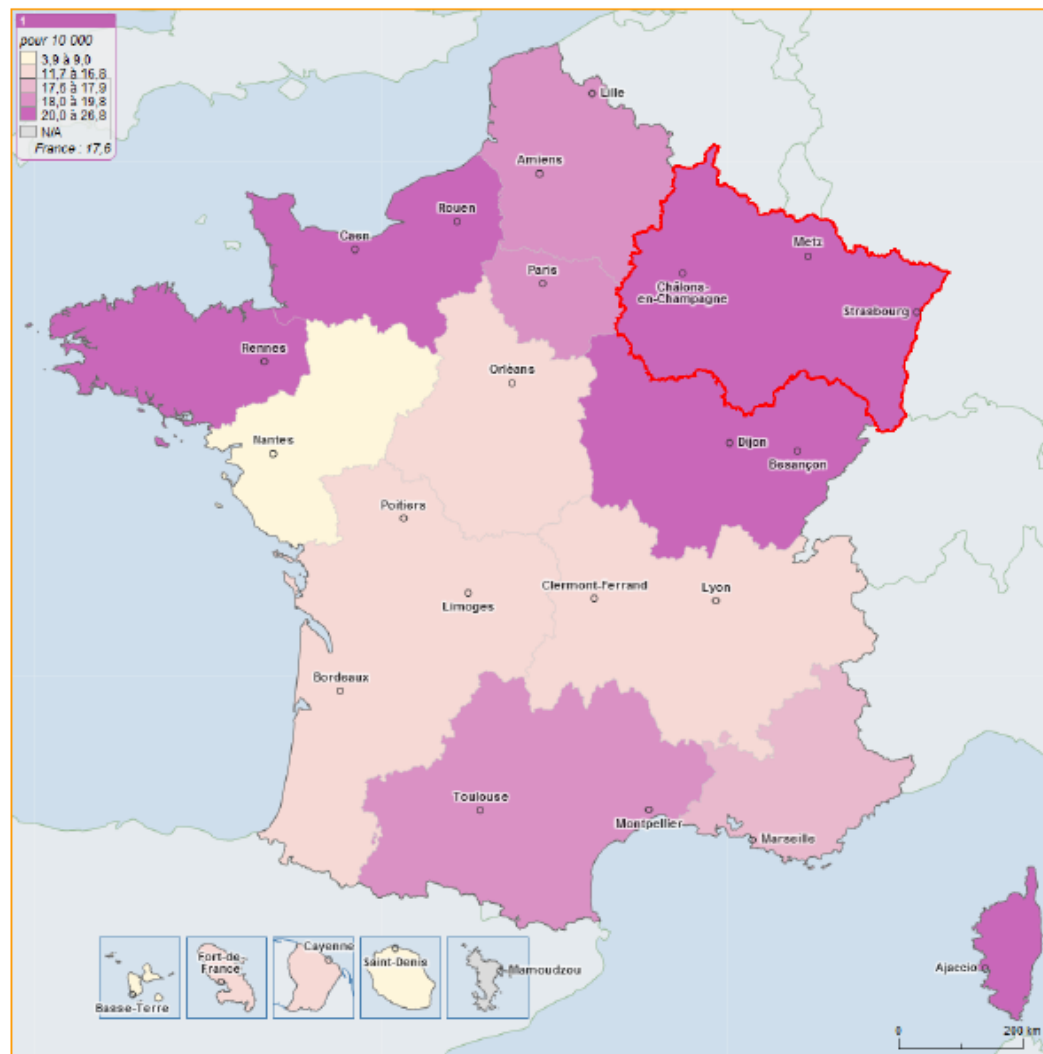 1
pour 10 000
3,9 à 9,0
11,7 à 16,8
17,6 à 17,9
18,0 à 19,8
20,0 à 26,8
N/A
France : 17,6
Lille
Amiens
Rouen
Caen
Metz
Paris
Châlons-
en-Champagne
Strasbourg
Rennes
Orléans
Dijon
Nantes
Besançon
Poitiers
Clermont-Ferrand
Lyon
Limoges
Bordeaux
Toulouse
Montpellier
Marseille
Ajaccio
Basse-Terre
Fort-de-
France
Cayenne
Saint-Denis
Mamoudzou
0 200 km